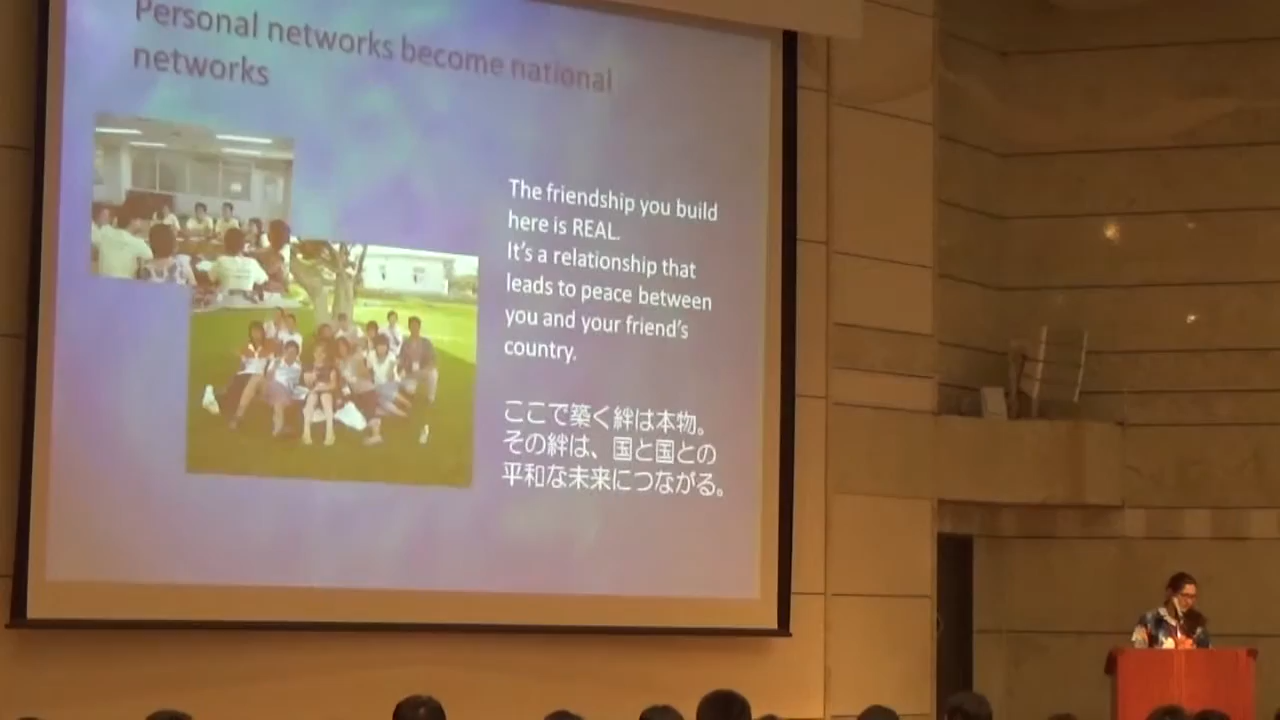 Personal networks become national
networks
The friendship you build
here is REAL.
It's a relationship that
leads to peace between
you and your friend's
country.
ここで築く絆は本物。
その絆は、国と国との
平和な未来につながる。